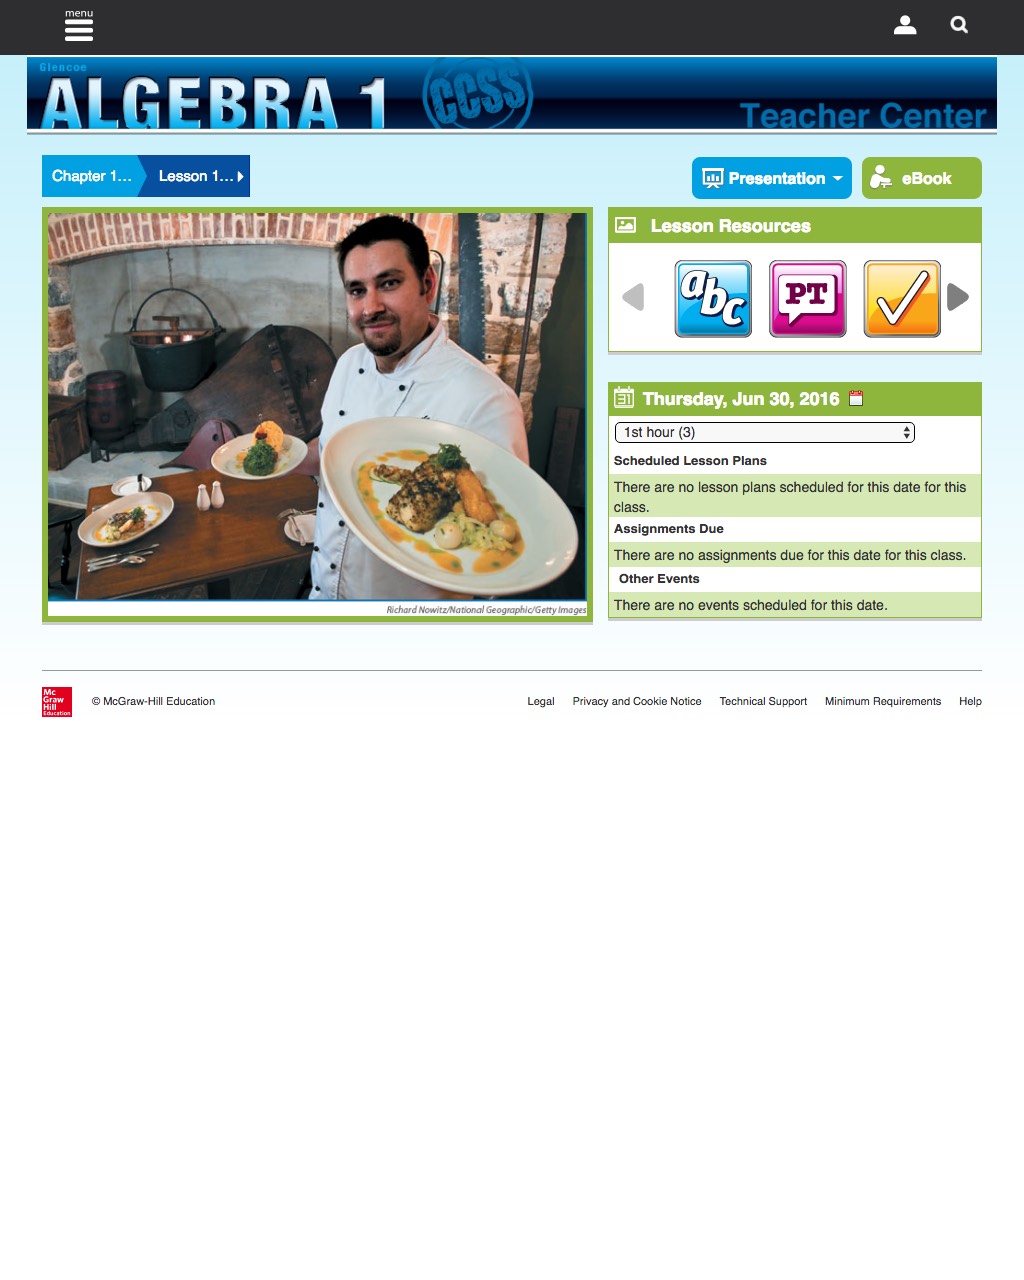 menu
Glencoe
ALGEBRA 1
CCSS
Teacher Center
Chapter 1...
Lesson 1...
Presentation
eBook
Lesson Resources
abc
PT
31
Thursday, Jun 30, 2016
1st hour (3)
Scheduled Lesson Plans
There are no lesson plans scheduled for this date for this
class.
Assignments Due
There are no assignments due for this date for this class.
Other Events
There are no events scheduled for this date.
Richard Nowitz/National Geographic/Getty Images
Mc
Graw
Hill
Education
© McGraw-Hill Education
Legal
Privacy and Cookie Notice
Technical Support
Minimum Requirements
Help